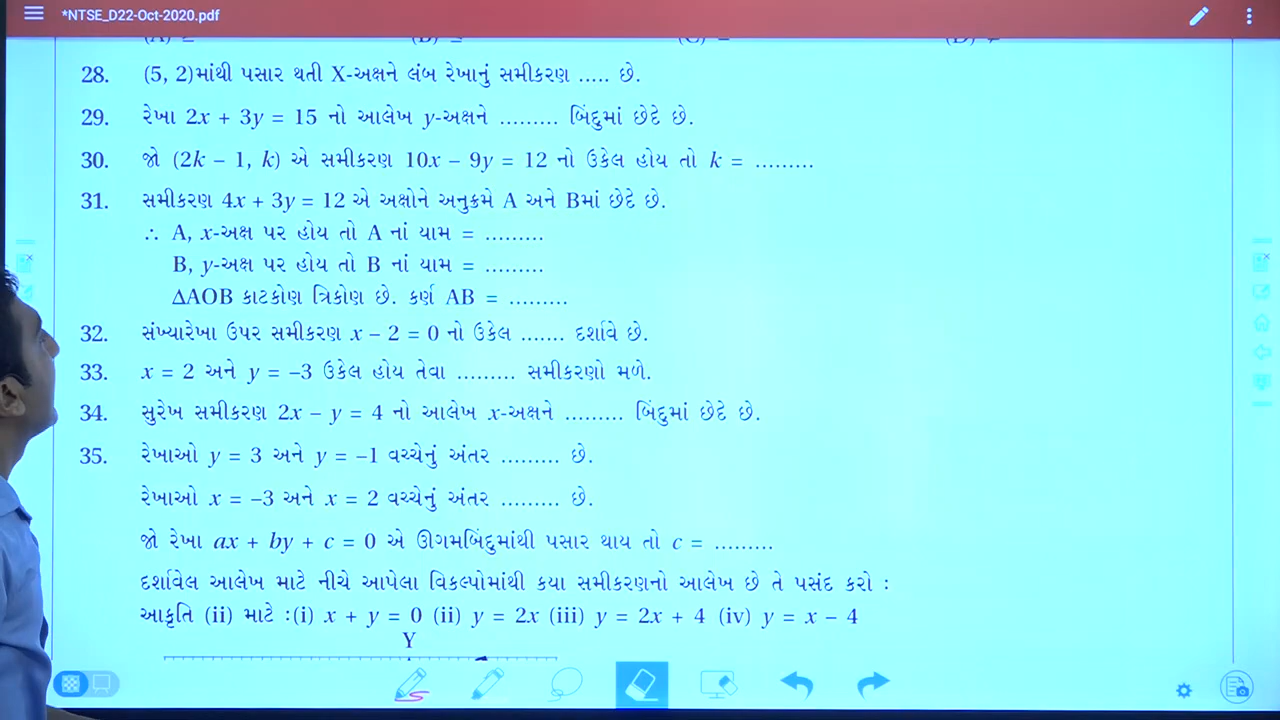 *NTSE_D22-Oct-2020.pdf
28. (5, 2)માંથી પસાર થતી X-અક્ષને લંબ રેખાનું સમીકરણ ..... છે.
29. રેખા 2x + 3y = 15 નો આલેખ y-અક્ષને ......... બિંદુમાં છેદે છે.
30. જો (2k – 1, k) એ સમીકરણ 10x – 9y = 12 નો ઉકેલ હોય તો k = .........
31. સમીકરણ 4x + 3y = 12 એ અક્ષોને અનુક્રમે A અને Bમાં છેદે છે.
∴ A, x-અક્ષ પર હોય તો A નાં યામ = .........
B, y-અક્ષ પર હોય તો B નાં યામ = .........
ΔAOB કાટકોણ ત્રિકોણ છે. કર્ણ AB = .........
32. સંખ્યારેખા ઉપર સમીકરણ x – 2 = 0 નો ઉકેલ ....... દર્શાવે છે.
33. x = 2 અને y = –3 ઉકેલ હોય તેવા ......... સમીકરણો મળે.
34. સુરેખ સમીકરણ 2x – y = 4 નો આલેખ x-અક્ષને ......... બિંદુમાં છેદે છે.
35. રેખાઓ y = 3 અને y = –1 વચ્ચેનું અંતર ......... છે.
રેખાઓ x = –3 અને x = 2 વચ્ચેનું અંતર ......... છે.
જો રેખા ax + by + c = 0 એ ઊગમબિંદુમાંથી પસાર થાય તો c = .........
દર્શાવેલ આલેખ માટે નીચે આપેલા વિકલ્પોમાંથી કયા સમીકરણનો આલેખ છે તે પસંદ કરો :
આકૃતિ (ii) માટે :(i) x + y = 0 (ii) y = 2x (iii) y = 2x + 4 (iv) y = x – 4
Y